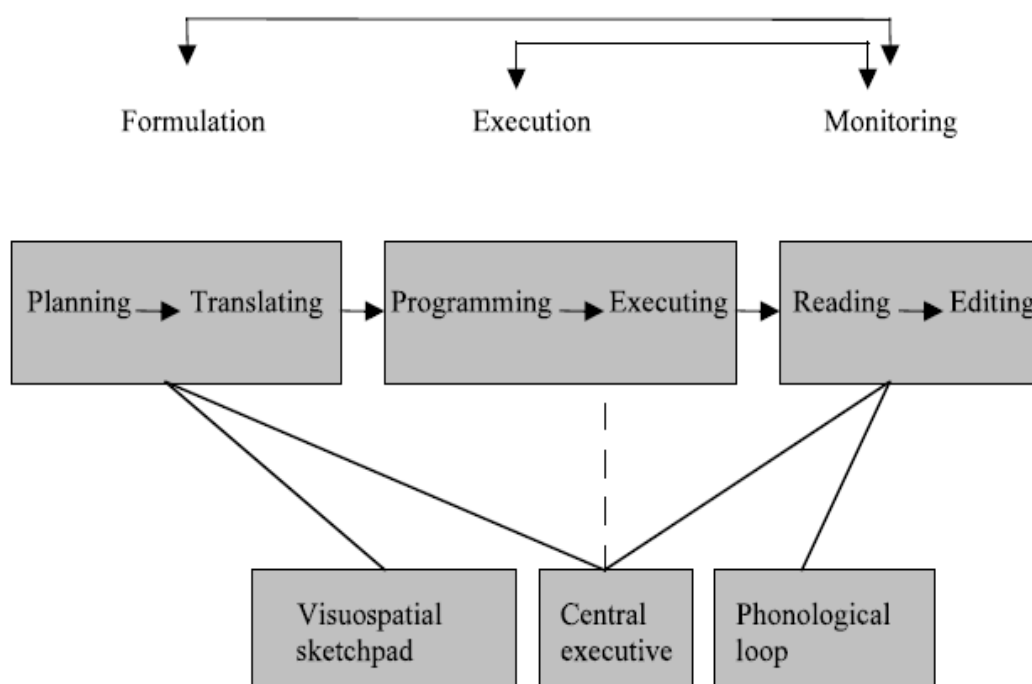 Formulation Execution Monitoring
Planning Translating Programming Executing Reading Editing
Visuospatial sketchpad
Central executive
Phonological loop